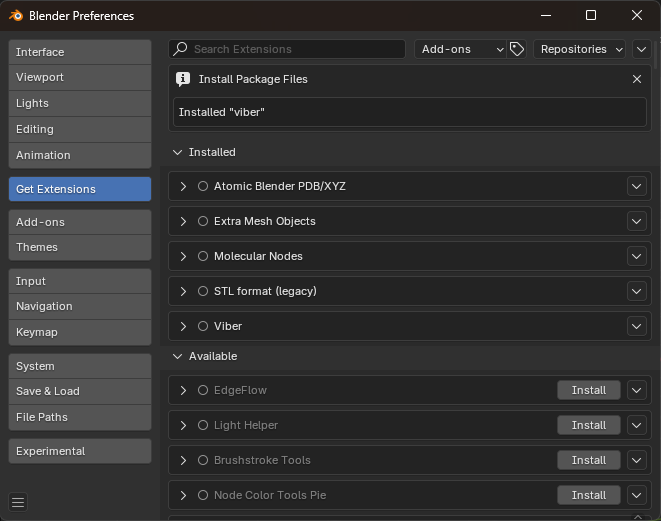 Blender Preferences
Interface
Viewport
Lights
Editing
Animation
Get Extensions
Add-ons
Themes
Input
Navigation
Keymap
System
Save & Load
File Paths
Experimental
Search Extensions
Add-ons
Repositories
Install Package Files
Installed "viber"
Installed
Atomic Blender PDB/XYZ
Extra Mesh Objects
Molecular Nodes
STL format (legacy)
Viber
Available
EdgeFlow Install
Light Helper Install
Brushstroke Tools Install
Node Color Tools Pie Install